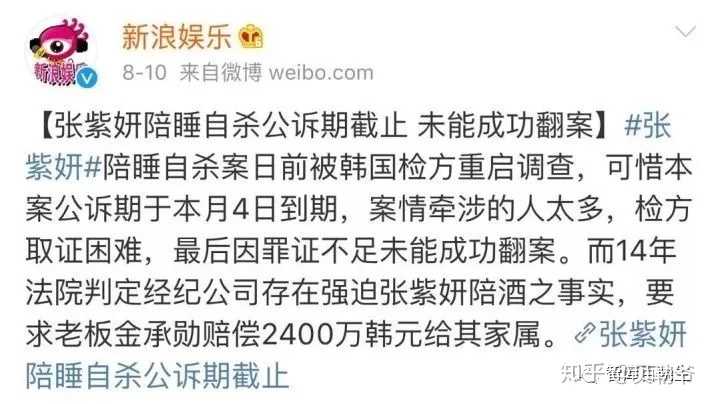 新浪娱乐
新浪娱乐
8-10 来自微博 weibo.com
【张紫妍陪睡自杀公诉期截止 未能成功翻案】#张
紫妍#陪睡自杀案日前被韩国检方重启调查，可惜本
案公诉期于本月4日到期，案情牵涉的人太多，检方
取证困难，最后因罪证不足未能成功翻案。而14年
法院判定经纪公司存在强迫张紫妍陪酒之事实，要
求老板金承勋赔偿2400万韩元给其家属。张紫妍
陪睡自杀公诉期截止
知乎